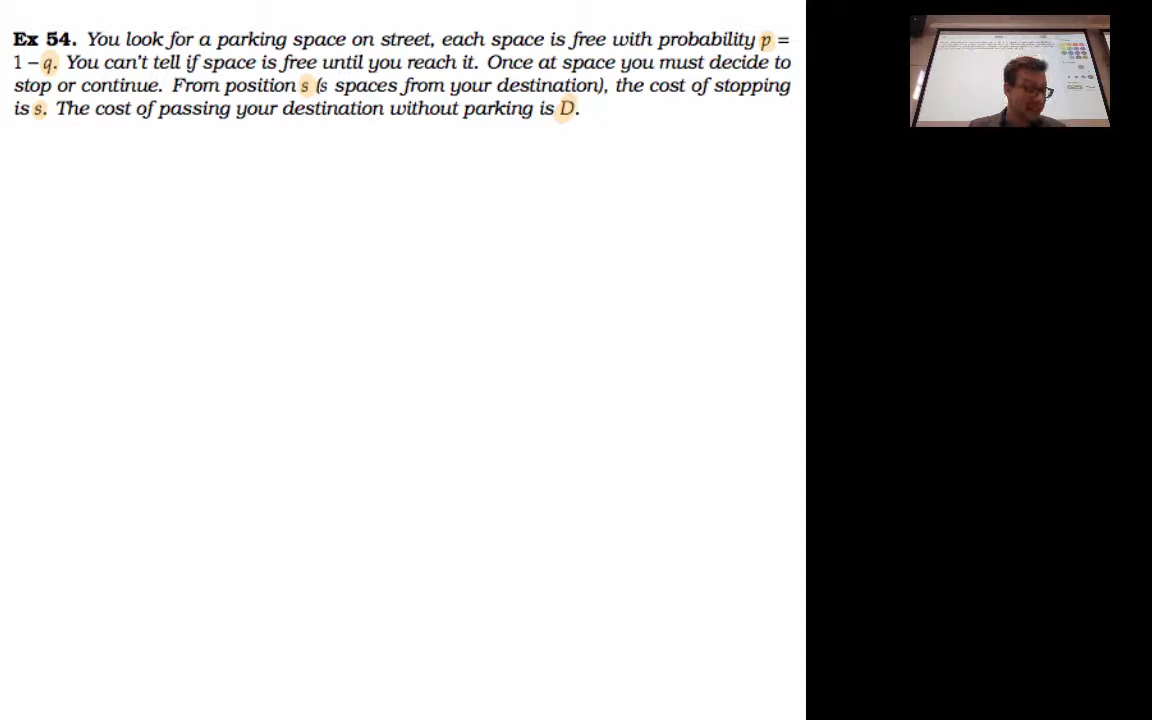 Ex 54. You look for a parking space on street, each space is free with probability p =
1 − q. You can't tell if space is free until you reach it. Once at space you must decide to
stop or continue. From position s (s spaces from your destination), the cost of stopping
is s. The cost of passing your destination without parking is D.